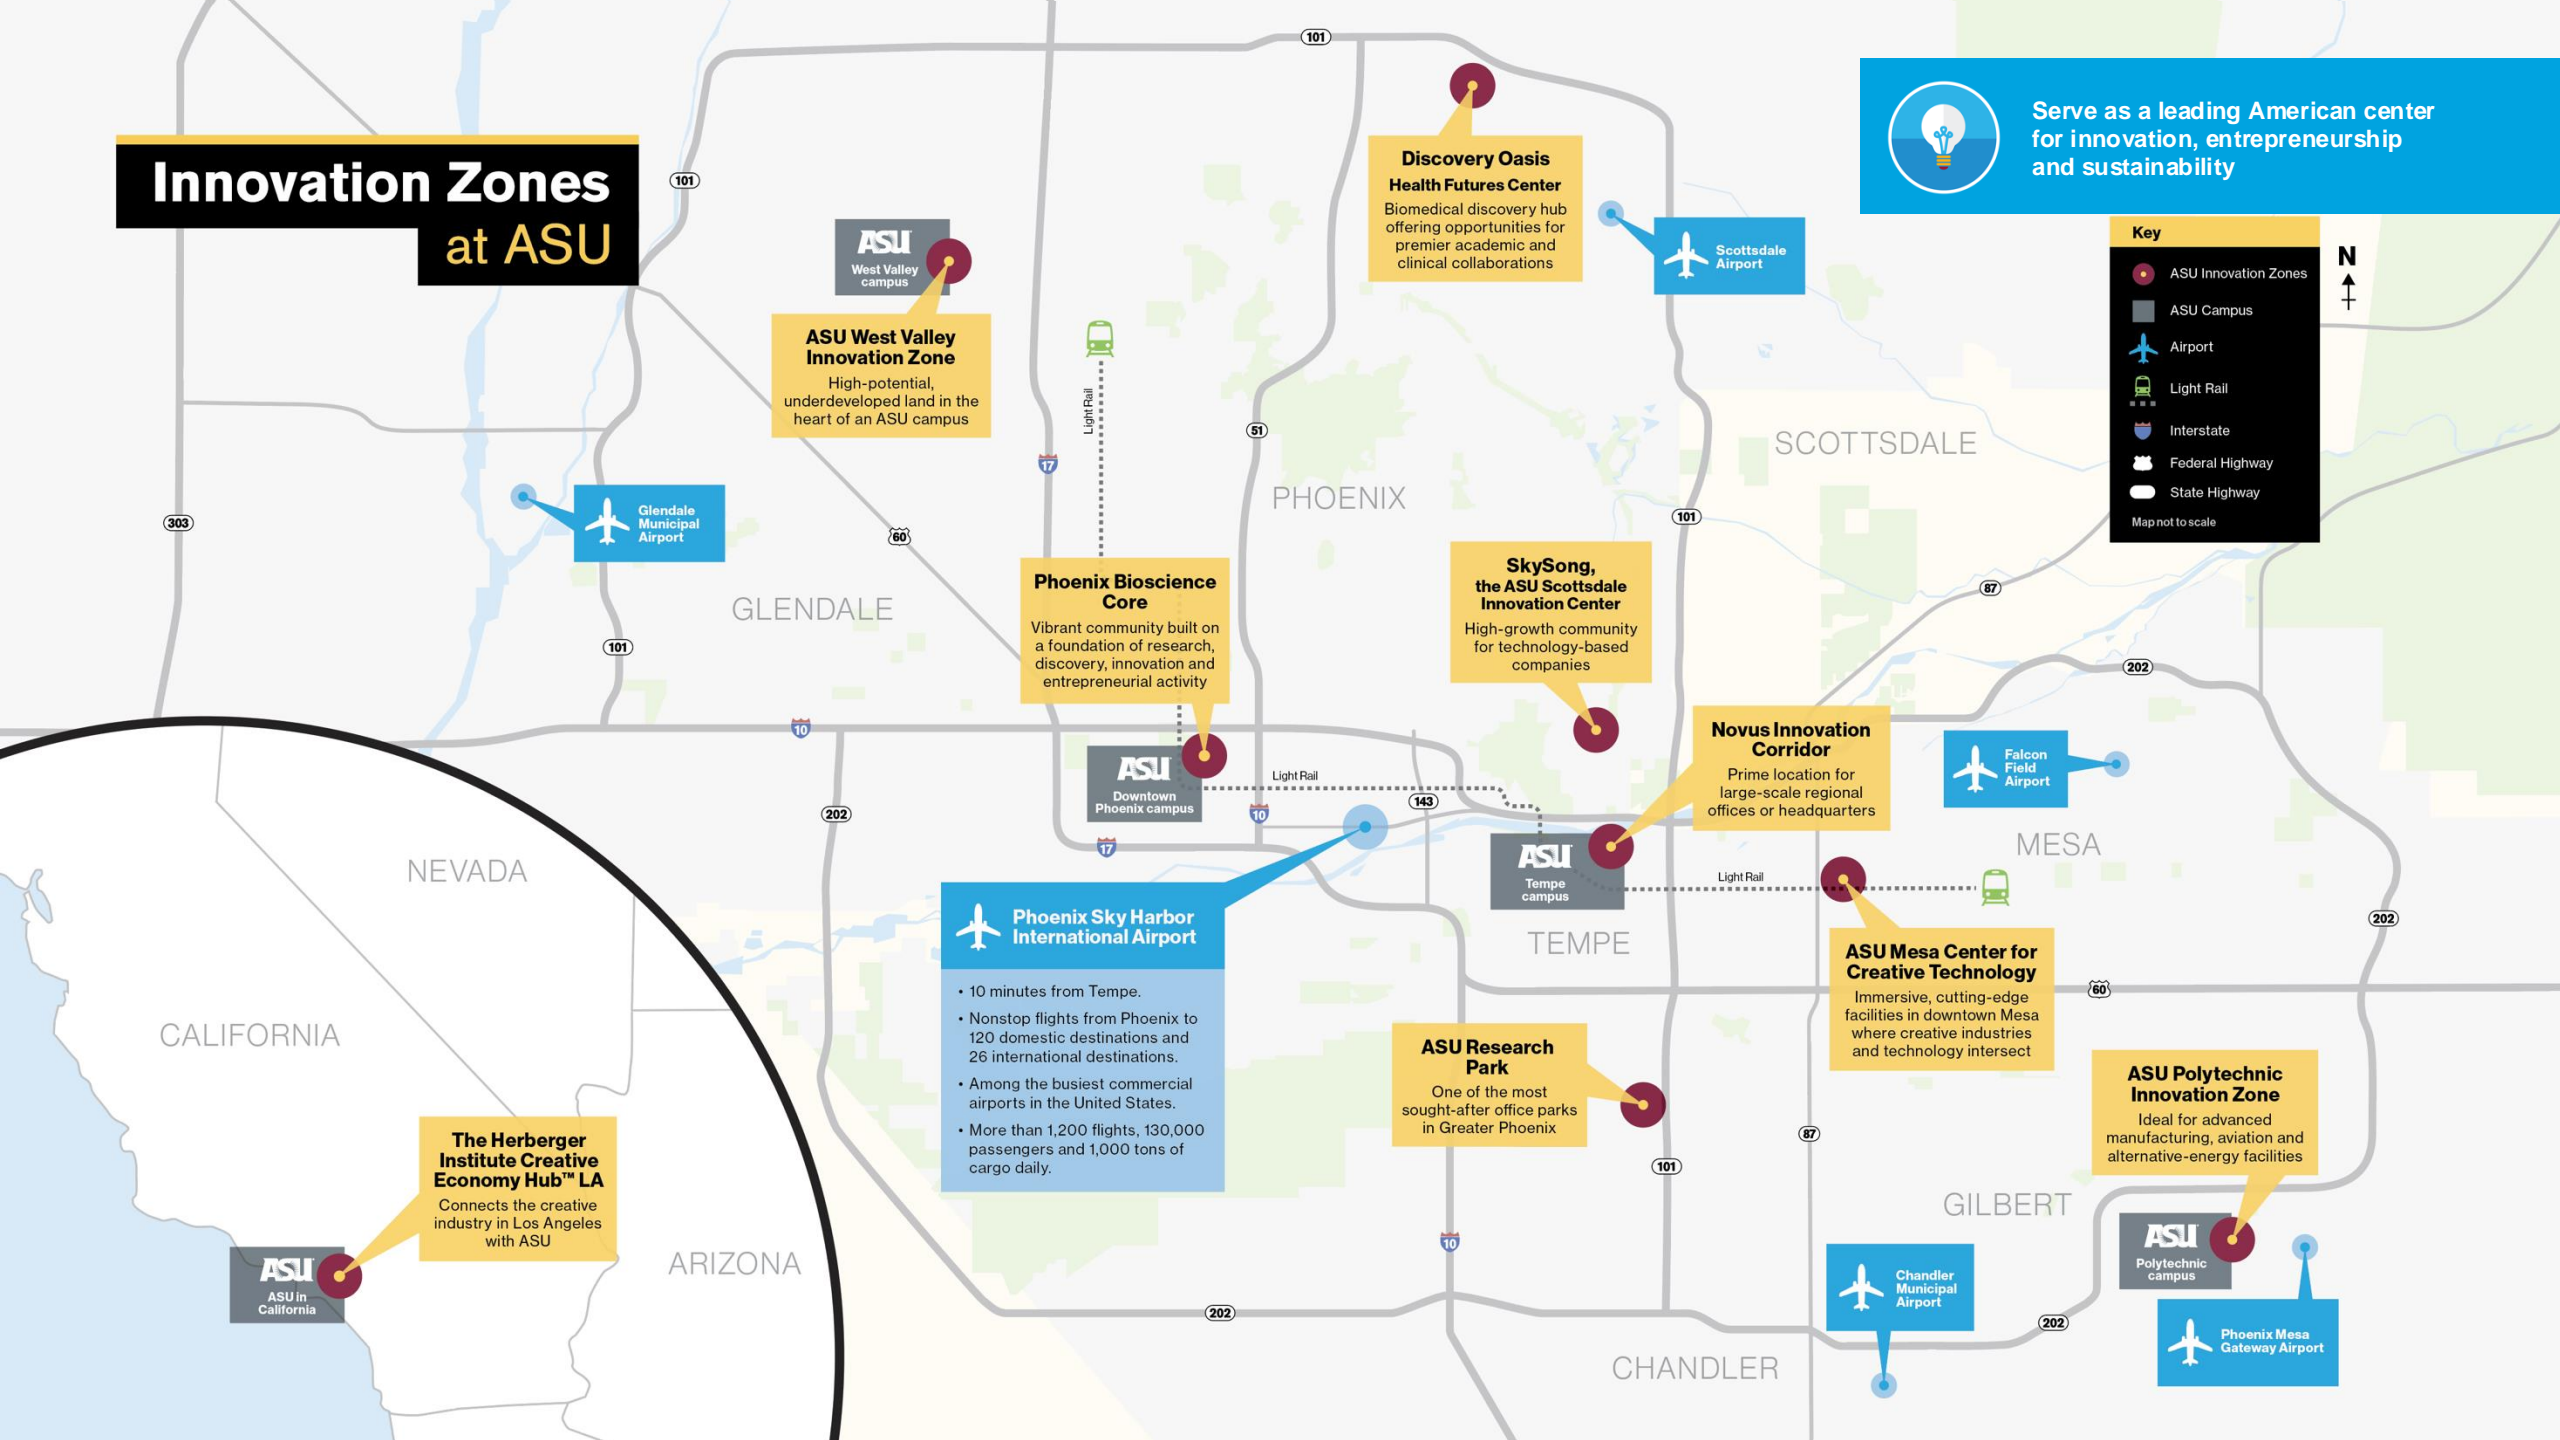 Innovation Zones
at ASU
Serve as a leading American center
for innovation, entrepreneurship
and sustainability
Key
ASU Innovation Zones
ASU Campus
Airport
Light Rail
Interstate
Federal Highway
State Highway
Map not to scale
N
101
101
Discovery Oasis
Health Futures Center
Biomedical discovery hub
offering opportunities for
premier academic and
clinical collaborations
Scottsdale
Airport
ASU
West Valley
campus
ASU West Valley
Innovation Zone
High-potential,
underdeveloped land in the
heart of an ASU campus
Light Rail
17
51
101
303
60
SCOTTSDALE
PHOENIX
Glendale
Municipal
Airport
GLENDALE
101
87
202
Phoenix Bioscience
Core
Vibrant community built on
a foundation of research,
discovery, innovation and
entrepreneurial activity
SkySong,
the ASU Scottsdale
Innovation Center
High-growth community
for technology-based
companies
Novus Innovation
Corridor
Prime location for
large-scale regional
offices or headquarters
Falcon
Field
Airport
10
ASU
Downtown
Phoenix campus
Light Rail
202
10
143
17
MESA
ASU
Tempe
campus
Light Rail
202
TEMPE
Phoenix Sky Harbor
International Airport
• 10 minutes from Tempe.
• Nonstop flights from Phoenix to
120 domestic destinations and
26 international destinations.
• Among the busiest commercial
airports in the United States.
• More than 1,200 flights, 130,000
passengers and 1,000 tons of
cargo daily.
ASU Mesa Center for
Creative Technology
Immersive, cutting-edge
facilities in downtown Mesa
where creative industries
and technology intersect
60
ASU Research
Park
One of the most
sought-after office parks
in Greater Phoenix
ASU Polytechnic
Innovation Zone
Ideal for advanced
manufacturing, aviation and
alternative-energy facilities
87
101
GILBERT
10
ASU
Polytechnic
campus
Chandler
Municipal
Airport
202
202
Phoenix Mesa
Gateway Airport
CHANDLER
NEVADA
CALIFORNIA
The Herberger
Institute Creative
Economy Hub™ LA
Connects the creative
industry in Los Angeles
with ASU
ARIZONA
ASU
ASU in
California